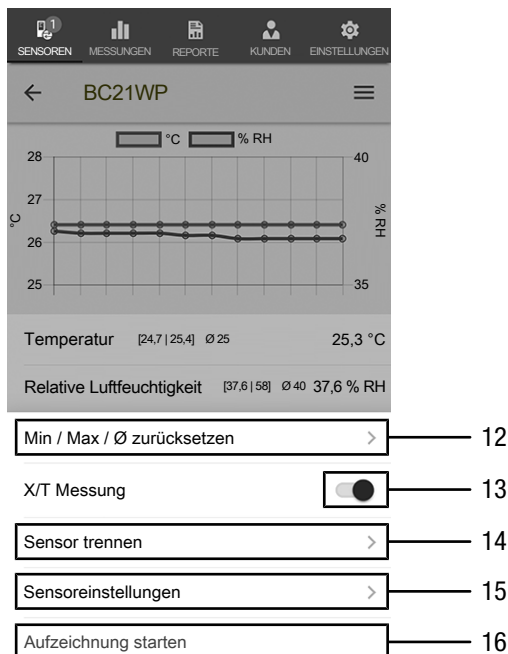 1
SENSOREN MESSUNGEN REPORTE KUNDEN EINSTELLUNGEN
BC21WP
°C % RH
28 40
27
°C % RH
26
25 35
Temperatur [24,7 | 25,4] Ø 25 25,3 °C
Relative Luftfeuchtigkeit [37,6 | 58] Ø 40 37,6 % RH
Min / Max / Ø zurücksetzen 12
X/T Messung 13
Sensor trennen 14
Sensoreinstellungen 15
Aufzeichnung starten 16